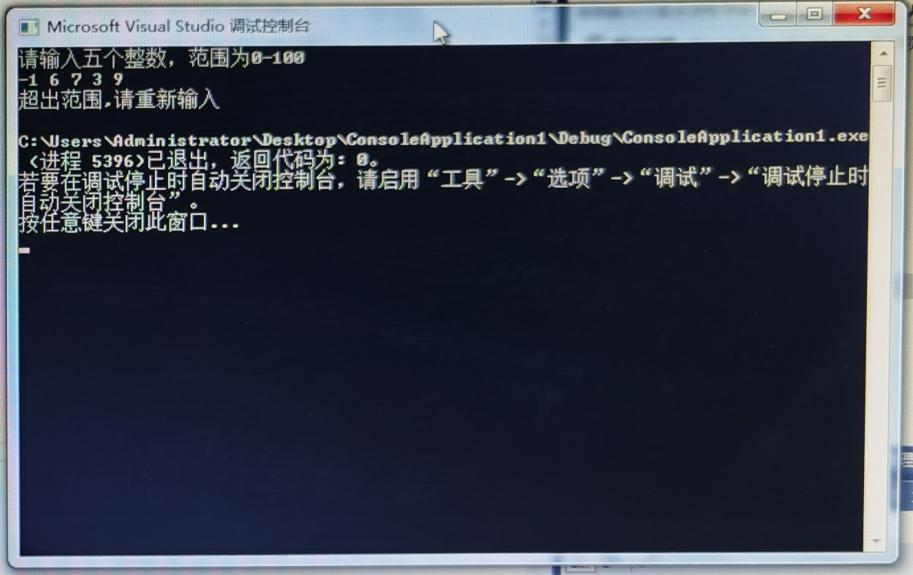 Microsoft Visual Studio 调试控制台
请输入五个整数，范围为0-100
-1 6 7 3 9
超出范围,请重新输入
C:\Users\Administrator\Desktop\ConsoleApplication1\Debug\ConsoleApplication1.exe
(进程 5396)已退出，返回代码为: 0。
若要在调试停止时自动关闭控制台，请启用“工具”->“选项”->“调试”->“调试停止时
自动关闭控制台”。
按任意键关闭此窗口...